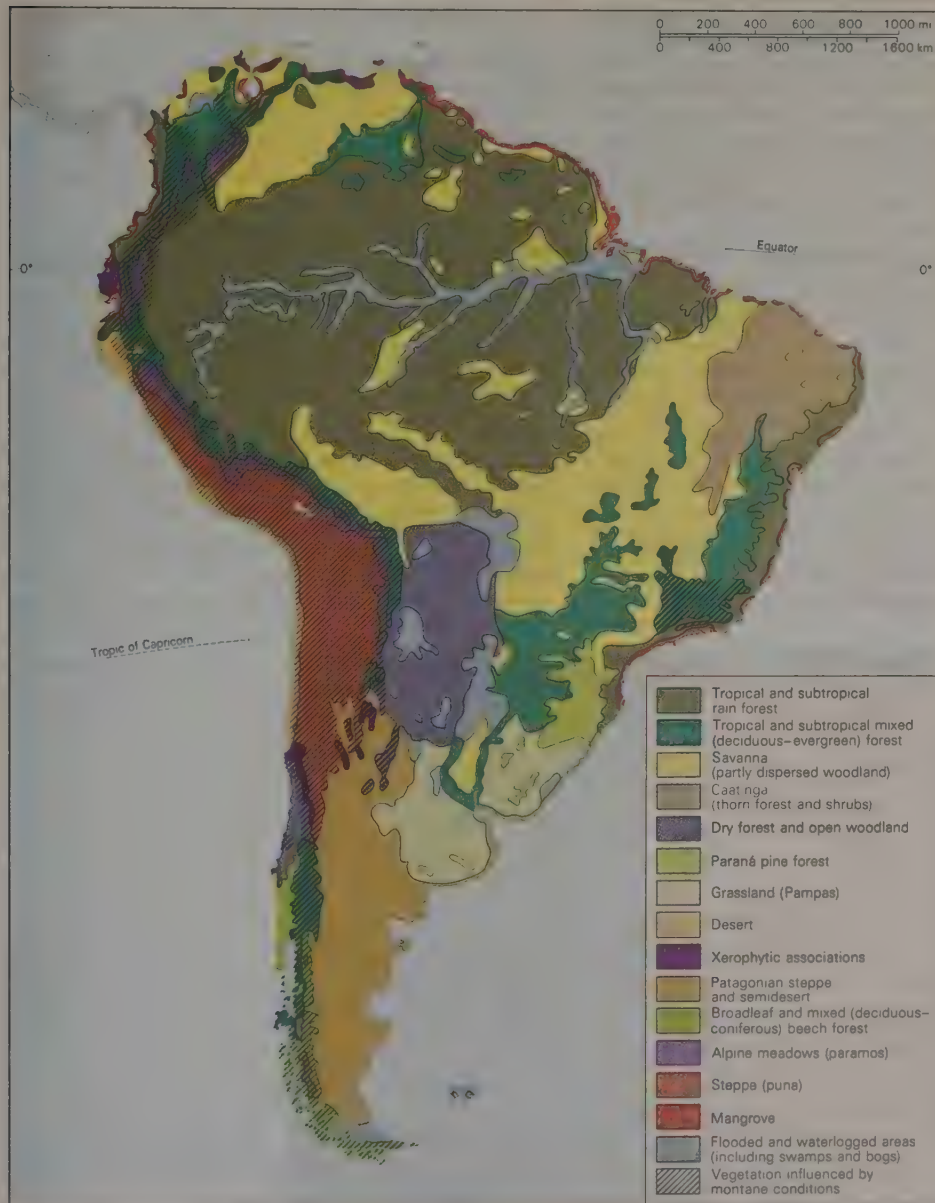 0 200 400 600 800 1000 mi
0 400 800 1200 1600 km
Equator
0°
0°
Tropic of Capricorn
Tropical and subtropical
rain forest
Tropical and subtropical mixed
(deciduous-evergreen) forest
Savanna
(partly dispersed woodland)
Caatinga
(thorn forest and shrubs)
Dry forest and open woodland
Paraná pine forest
Grassland (Pampas)
Desert
Xerophytic associations
Patagonian steppe
and semidesert
Broadleaf and mixed (deciduous-
coniferous) beech forest
Alpine meadows (paramos)
Steppe (puna)
Mangrove
Flooded and waterlogged areas
(including swamps and bogs)
Vegetation influenced by
montane conditions